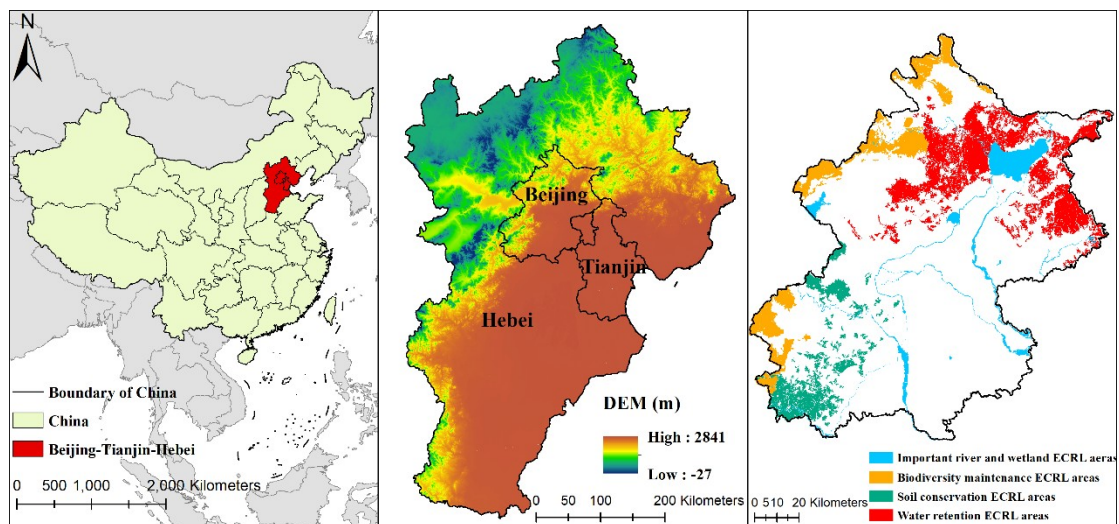 N
Boundary of China
China
Beijing-Tianjin-Hebei
0 500 1,000 2,000 Kilometers
Beijing
Tianjin
Hebei
DEM (m)
High : 2841
Low : -27
0 50 100 200 Kilometers
Important river and wetland ECRL aeras
Biodiversity maintenance ECRL areas
Soil conservation ECRL areas
Water retention ECRL areas
0 510 20 Kilometers